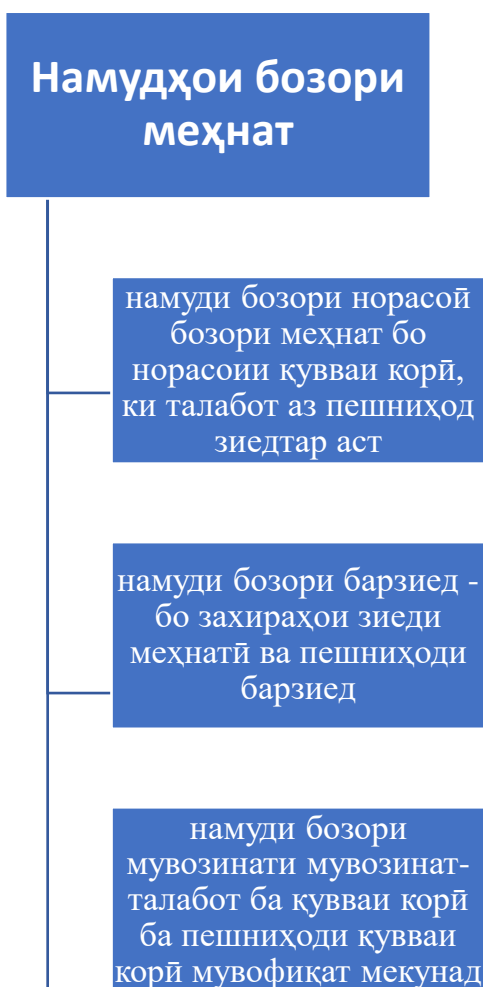 Намудҳои бозори
меҳнат
намуди бозори норасой
бозори меҳнат бо
норасоии қувваи корӣ,
ки талабот аз пешниҳод
зиедтар аст
намуди бозори барзиед -
бо захираҳои зиеди
меҳнатӣ ва пешниҳоди
барзиед
намуди бозори
мувозинати мувозинат-
талабот ба қувваи корӣ
ба пешниҳоди қувваи
корӣ мувофиқат мекунад